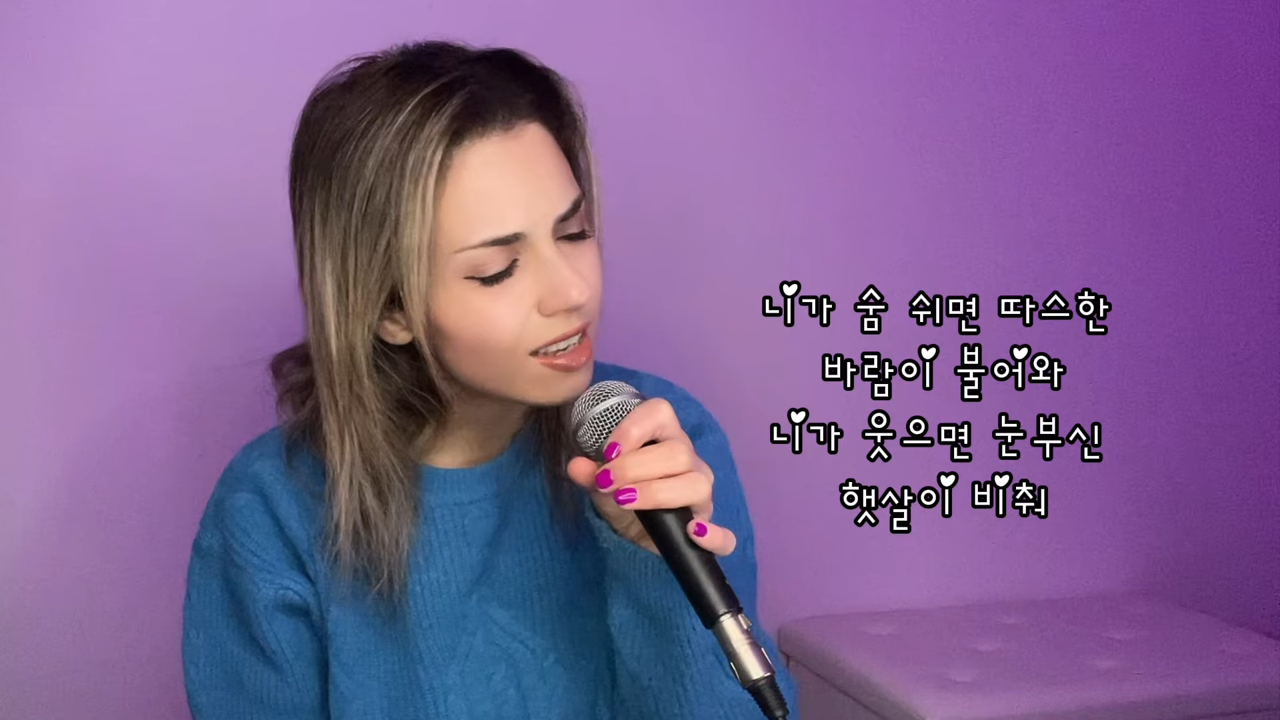 니가 숨 쉬면 따스한
바람이 불어와
니가 웃으면 눈부신
햇살이 비춰